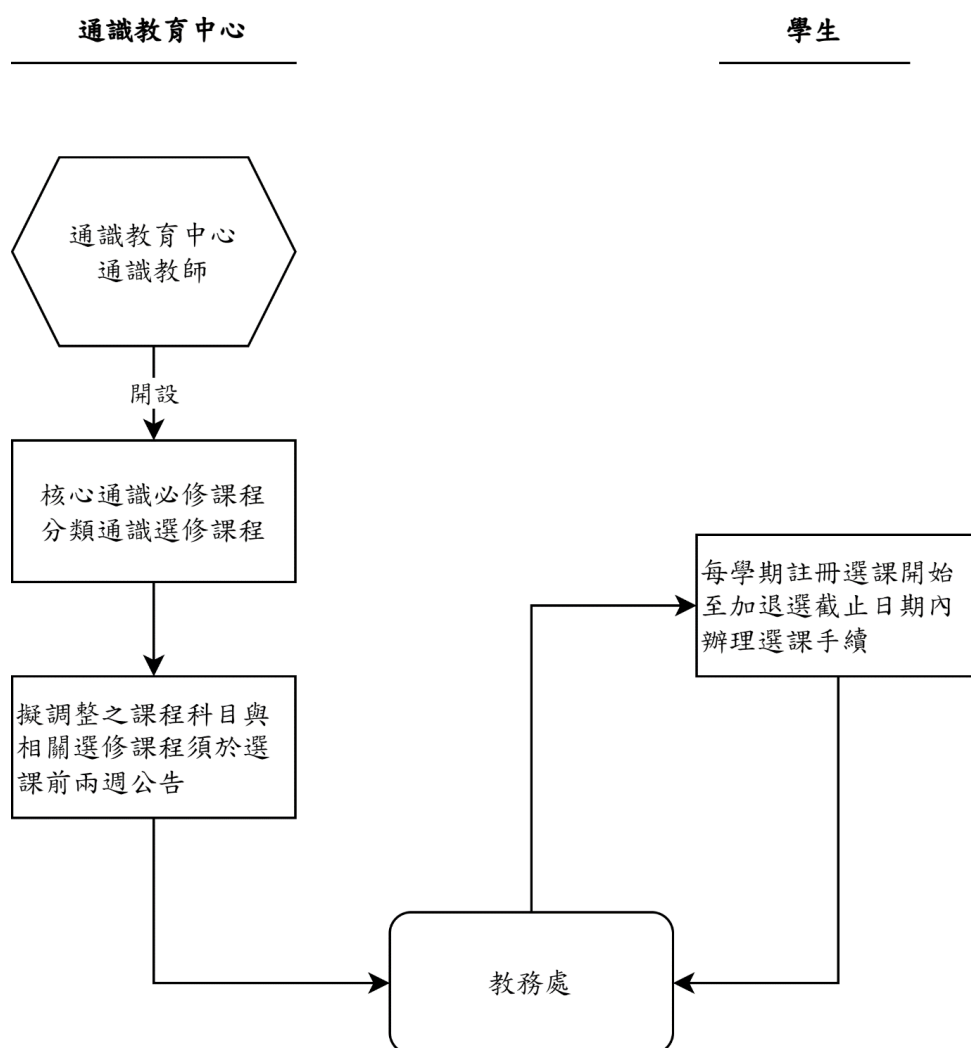 通識教育中心
學生
通識教育中心
通識教師
開設
核心通識必修課程
分類通識選修課程
擬調整之課程科目與
相關選修課程須於選
課前兩週公告
每學期註冊選課開始
至加退選截止日期內
辦理選課手續
教務處